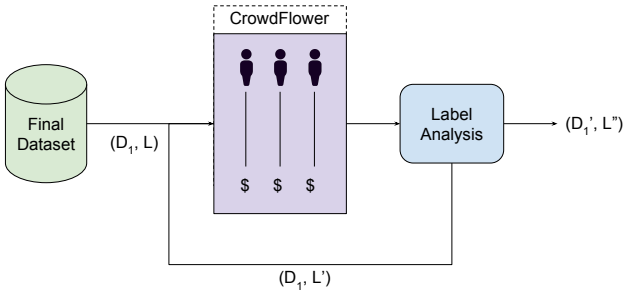 CrowdFlower
Final
Dataset
(D₁, L)
$ $ $
Label
Analysis
(D₁', L'')
(D₁, L')